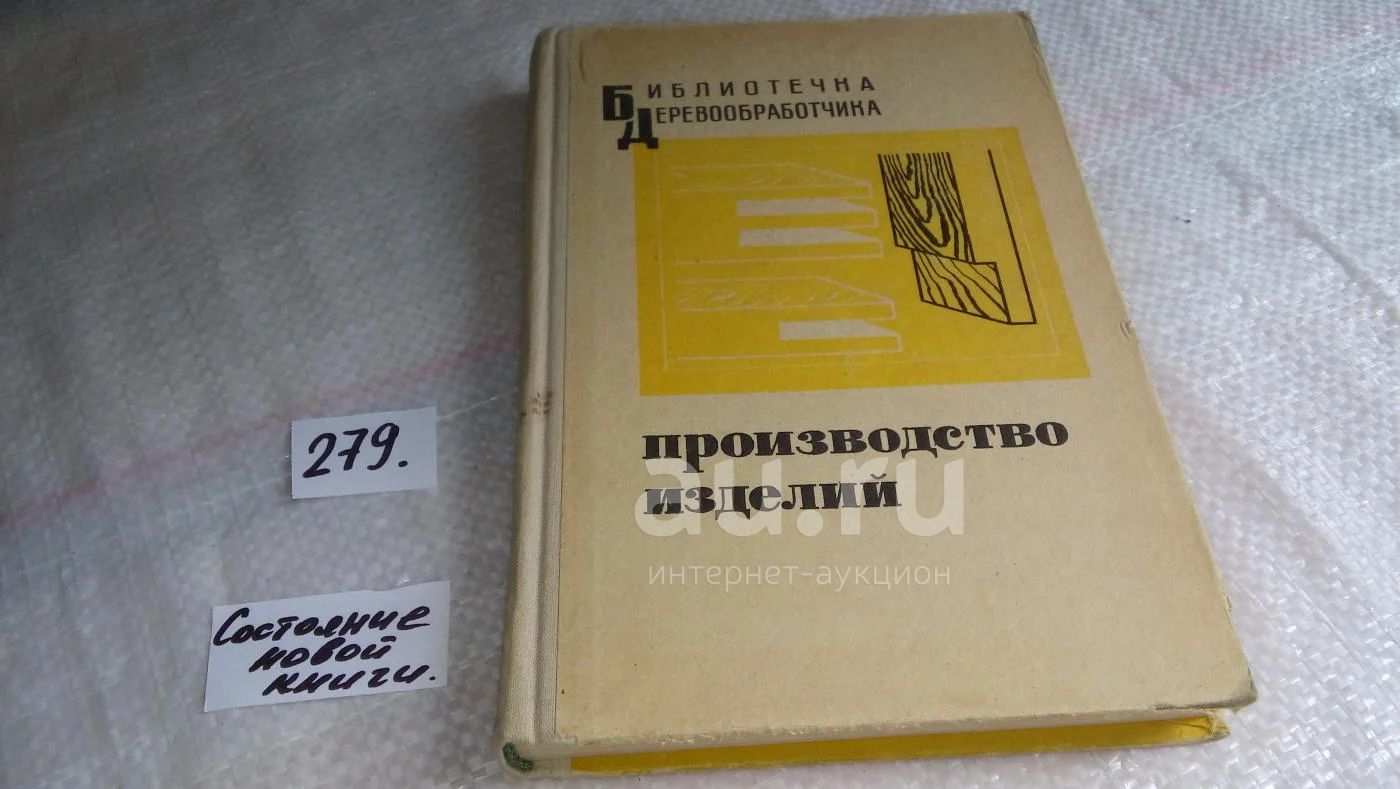 БИБЛИОТЕЧКА
ДЕРЕВООБРАБОТЧИКА
производство
изделий
au.ru
интернет-аукцион
279.
Состояние
новой
книги.